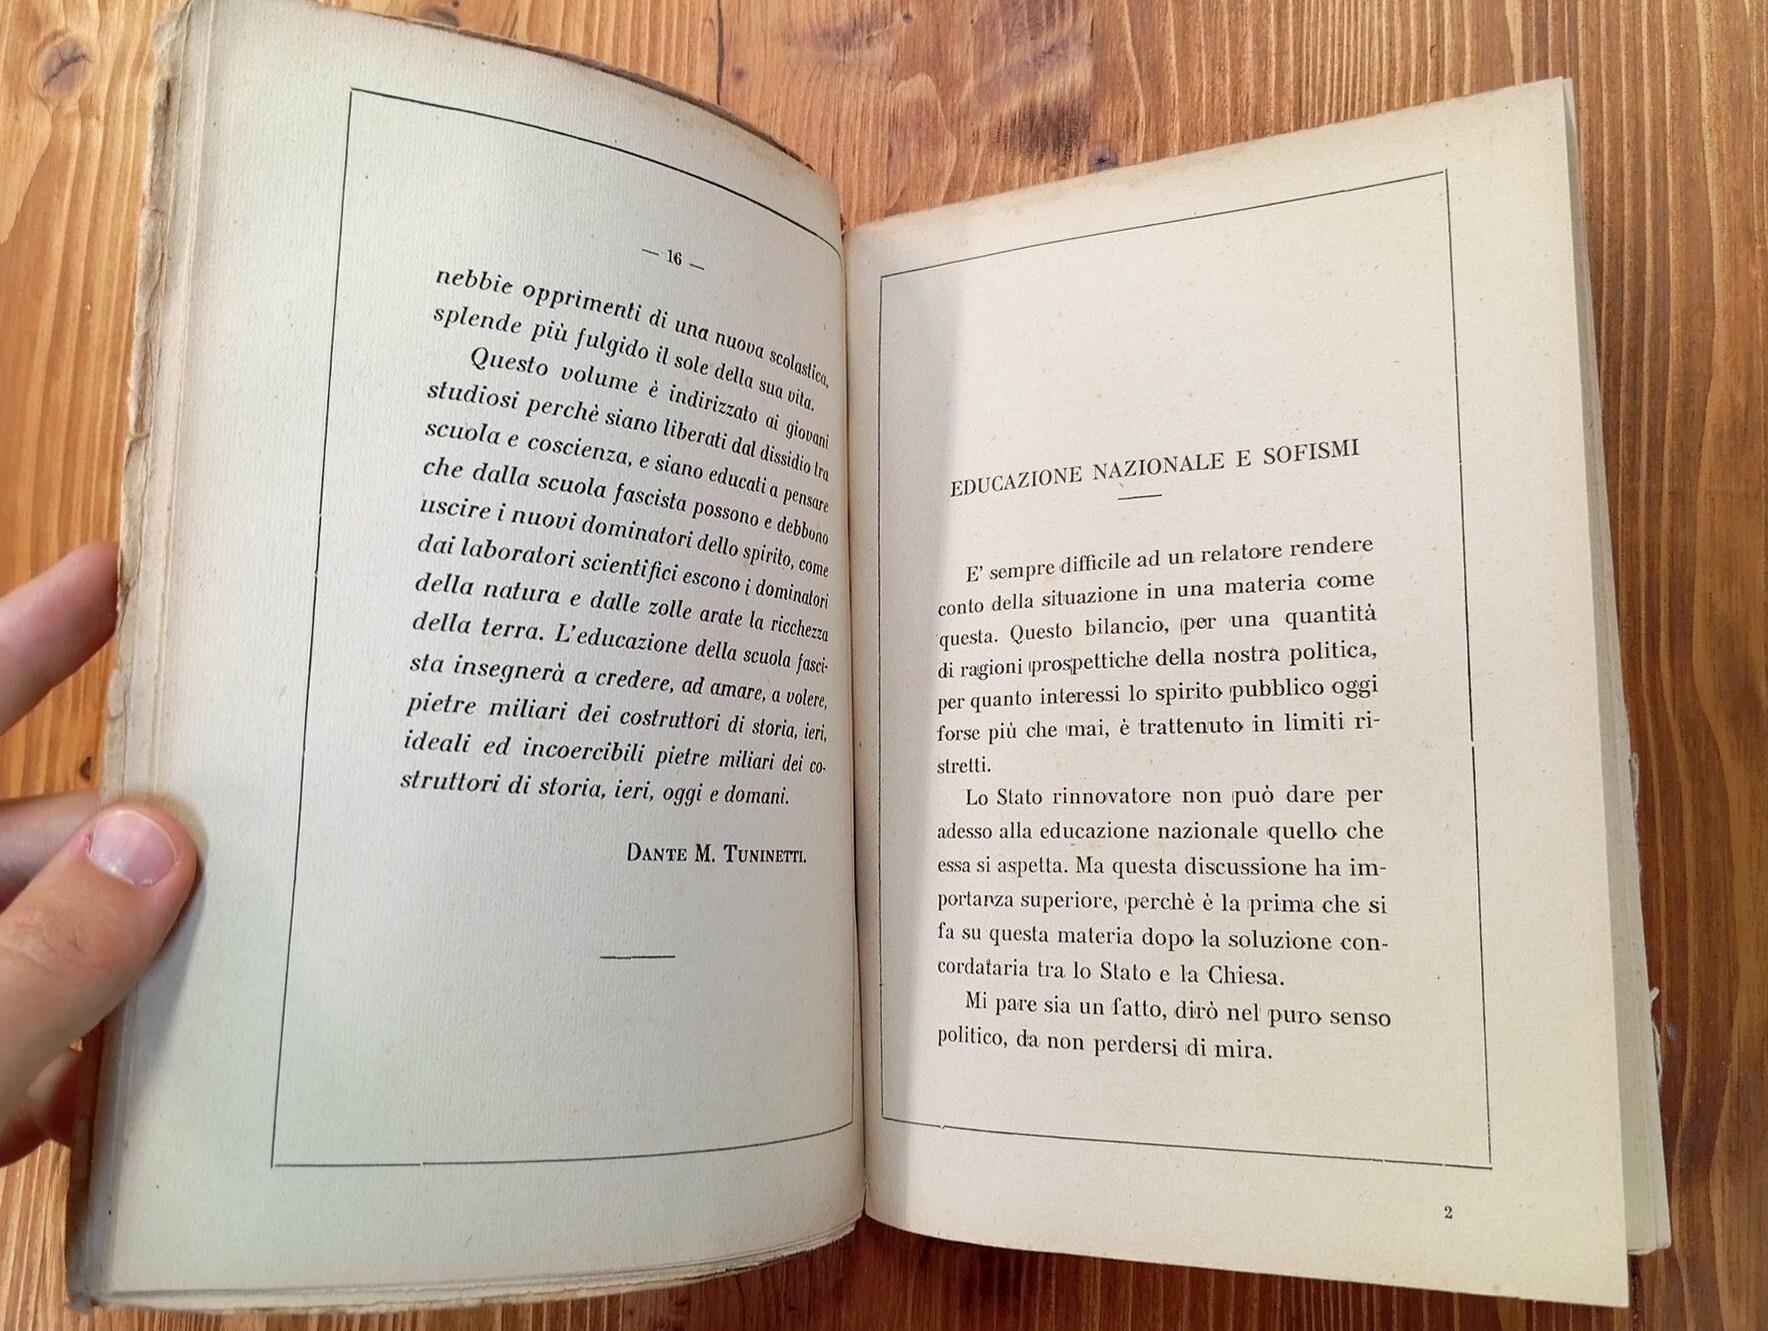 — 16 —
nebbie opprimenti di una nuova scolastica,
splende più fulgido il sole della sua vita.
Questo volume è indirizzato ai giovani
studiosi perchè siano liberati dal dissidio tra
scuola e coscienza, e siano educati a pensare
che dalla scuola fascista possono e debbono
uscire i nuovi dominatori dello spirito, come
dai laboratori scientifici escono i dominatori
della natura e dalle zolle arate la ricchezza
della terra. L'educazione della scuola fasci-
sta insegnerà a credere, ad amare, a volere,
pietre miliari dei costruttori di storia, ieri,
ideali ed incoercibili pietre miliari dei co-
struttori di storia, ieri, oggi e domani.
DANTE M. TUNINETTI.
EDUCAZIONE NAZIONALE E SOFISMI
E' sempre difficile ad un relatore rendere
conto della situazione in una materia come
questa. Questo bilancio, per una quantità
di ragioni prospettiche della nostra politica,
per quanto interessi lo spirito pubblico oggi
forse più che mai, è trattenuto in limiti ri-
stretti.
Lo Stato rinnovatore non può dare per
adesso alla educazione nazionale quello che
essa si aspetta. Ma questa discussione ha im-
portanza superiore, perchè è la prima che si
fa su questa materia dopo la soluzione con-
cordataria tra lo Stato e la Chiesa.
Mi pare sia un fatto, dirò nel puro senso
politico, da non perdersi di mira.
2